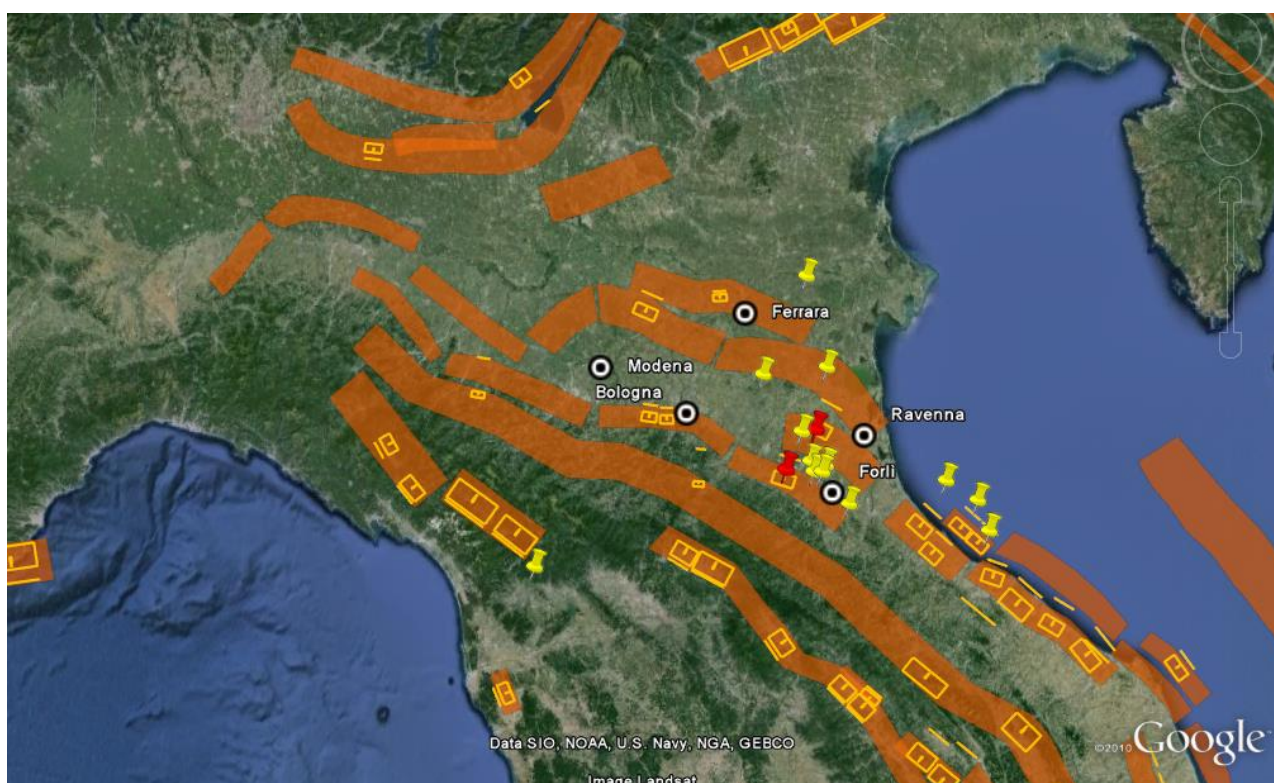 Ferrara
Modena
Bologna
Ravenna
Forlì
Data SIO, NOAA, U.S. Navy, NGA, GEBCO
©2010 Google
Image Landsat